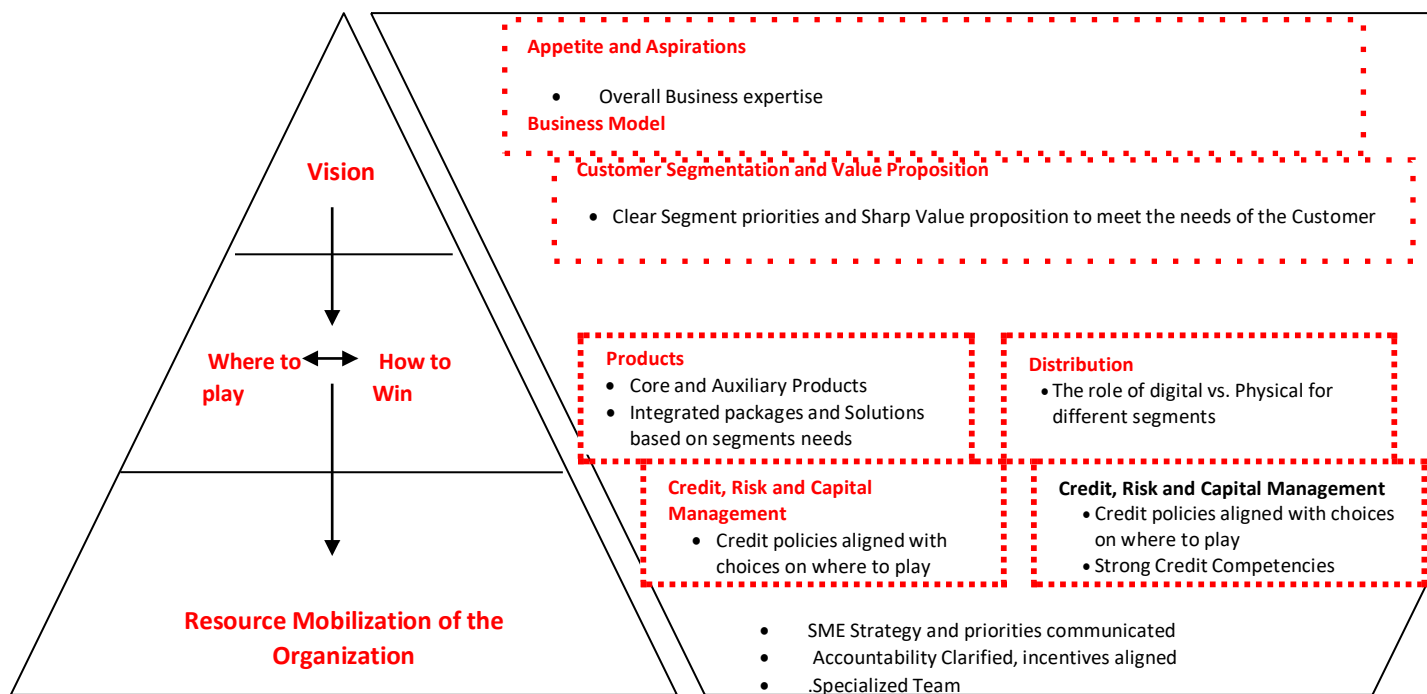 Vision
Where to
play
How to
Win
Resource Mobilization of the
Organization
Appetite and Aspirations
• Overall Business expertise
Business Model
Customer Segmentation and Value Proposition
• Clear Segment priorities and Sharp Value proposition to meet the needs of the Customer
Products
• Core and Auxiliary Products
• Integrated packages and Solutions
based on segments needs
Distribution
• The role of digital vs. Physical for
different segments
Credit, Risk and Capital
Management
• Credit policies aligned with
choices on where to play
Credit, Risk and Capital Management
• Credit policies aligned with choices
on where to play
• Strong Credit Competencies
• SME Strategy and priorities communicated
• Accountability Clarified, incentives aligned
• .Specialized Team